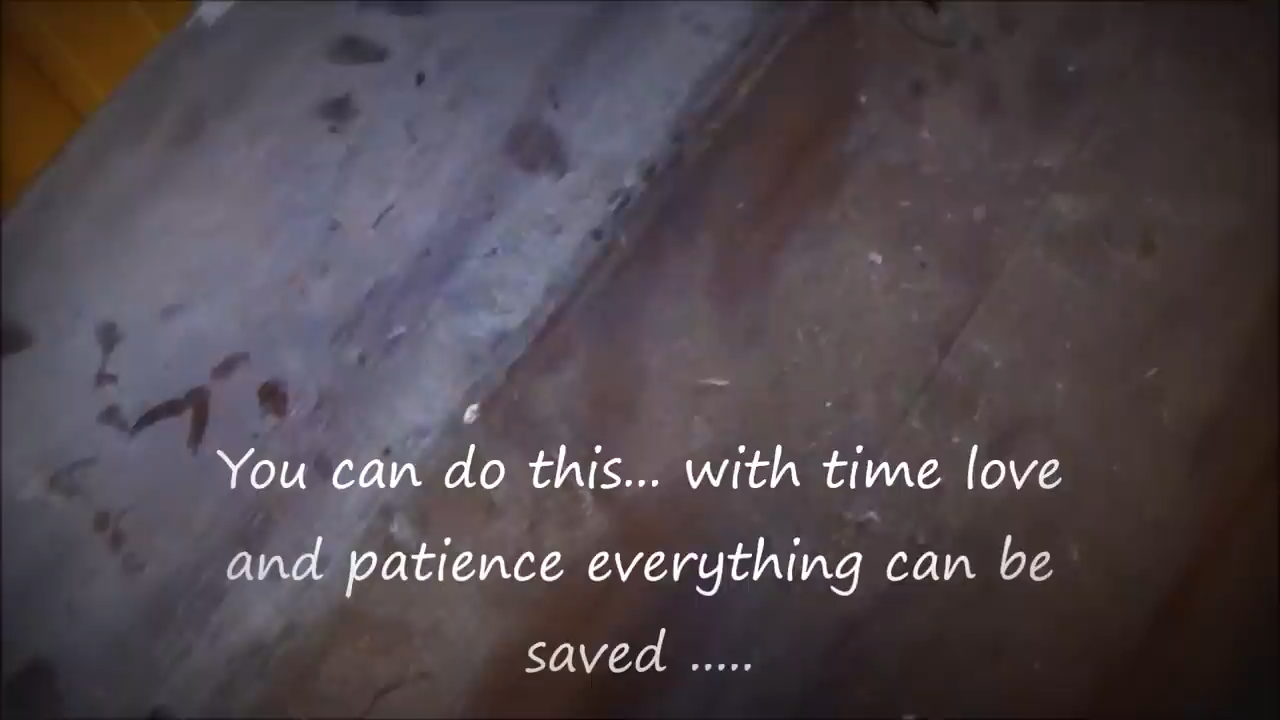 You can do this... with time love
and patience everything can be
saved .....